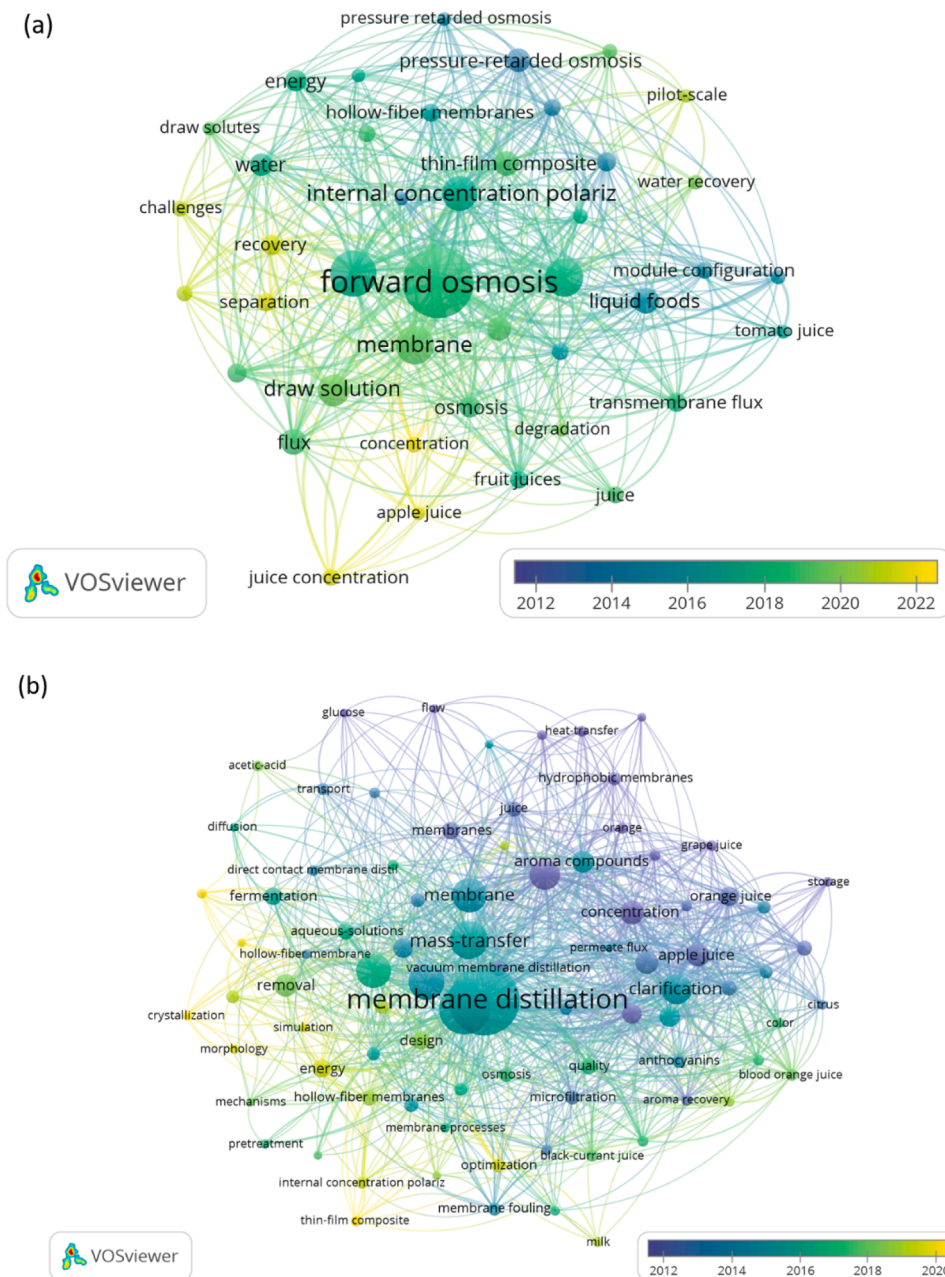 (a)
pressure retarded osmosis
pressure-retarded osmosis
energy
pilot-scale
hollow-fiber membranes
draw solutes
thin-film composite
water
water recovery
internal concentration polariz
challenges
recovery
module configuration
forward osmosis
separation
liquid foods
tomato juice
membrane
draw solution
transmembrane flux
osmosis
degradation
flux
concentration
fruit juices
juice
apple juice
juice concentration
VOSviewer
2012 2014 2016 2018 2020 2022
(b)
glucose
flow
heat-transfer
acetic-acid
hydrophobic membranes
transport
juice
diffusion
membranes
orange
grape juice
aroma compounds
direct contact membrane distil
storage
fermentation
membrane
orange juice
concentration
aqueous-solutions
mass-transfer
permeate flux
hollow-fiber membrane
apple juice
vacuum membrane distillation
removal
clarification
membrane distillation
citrus
crystallization
simulation
color
design
morphology
anthocyanins
energy
quality
osmosis
blood orange juice
mechanisms
hollow-fiber membranes
microfiltration
aroma recovery
membrane processes
pretreatment
black-currant juice
optimization
internal concentration polariz
membrane fouling
thin-film composite
milk
VOSviewer
2012 2014 2016 2018 2020